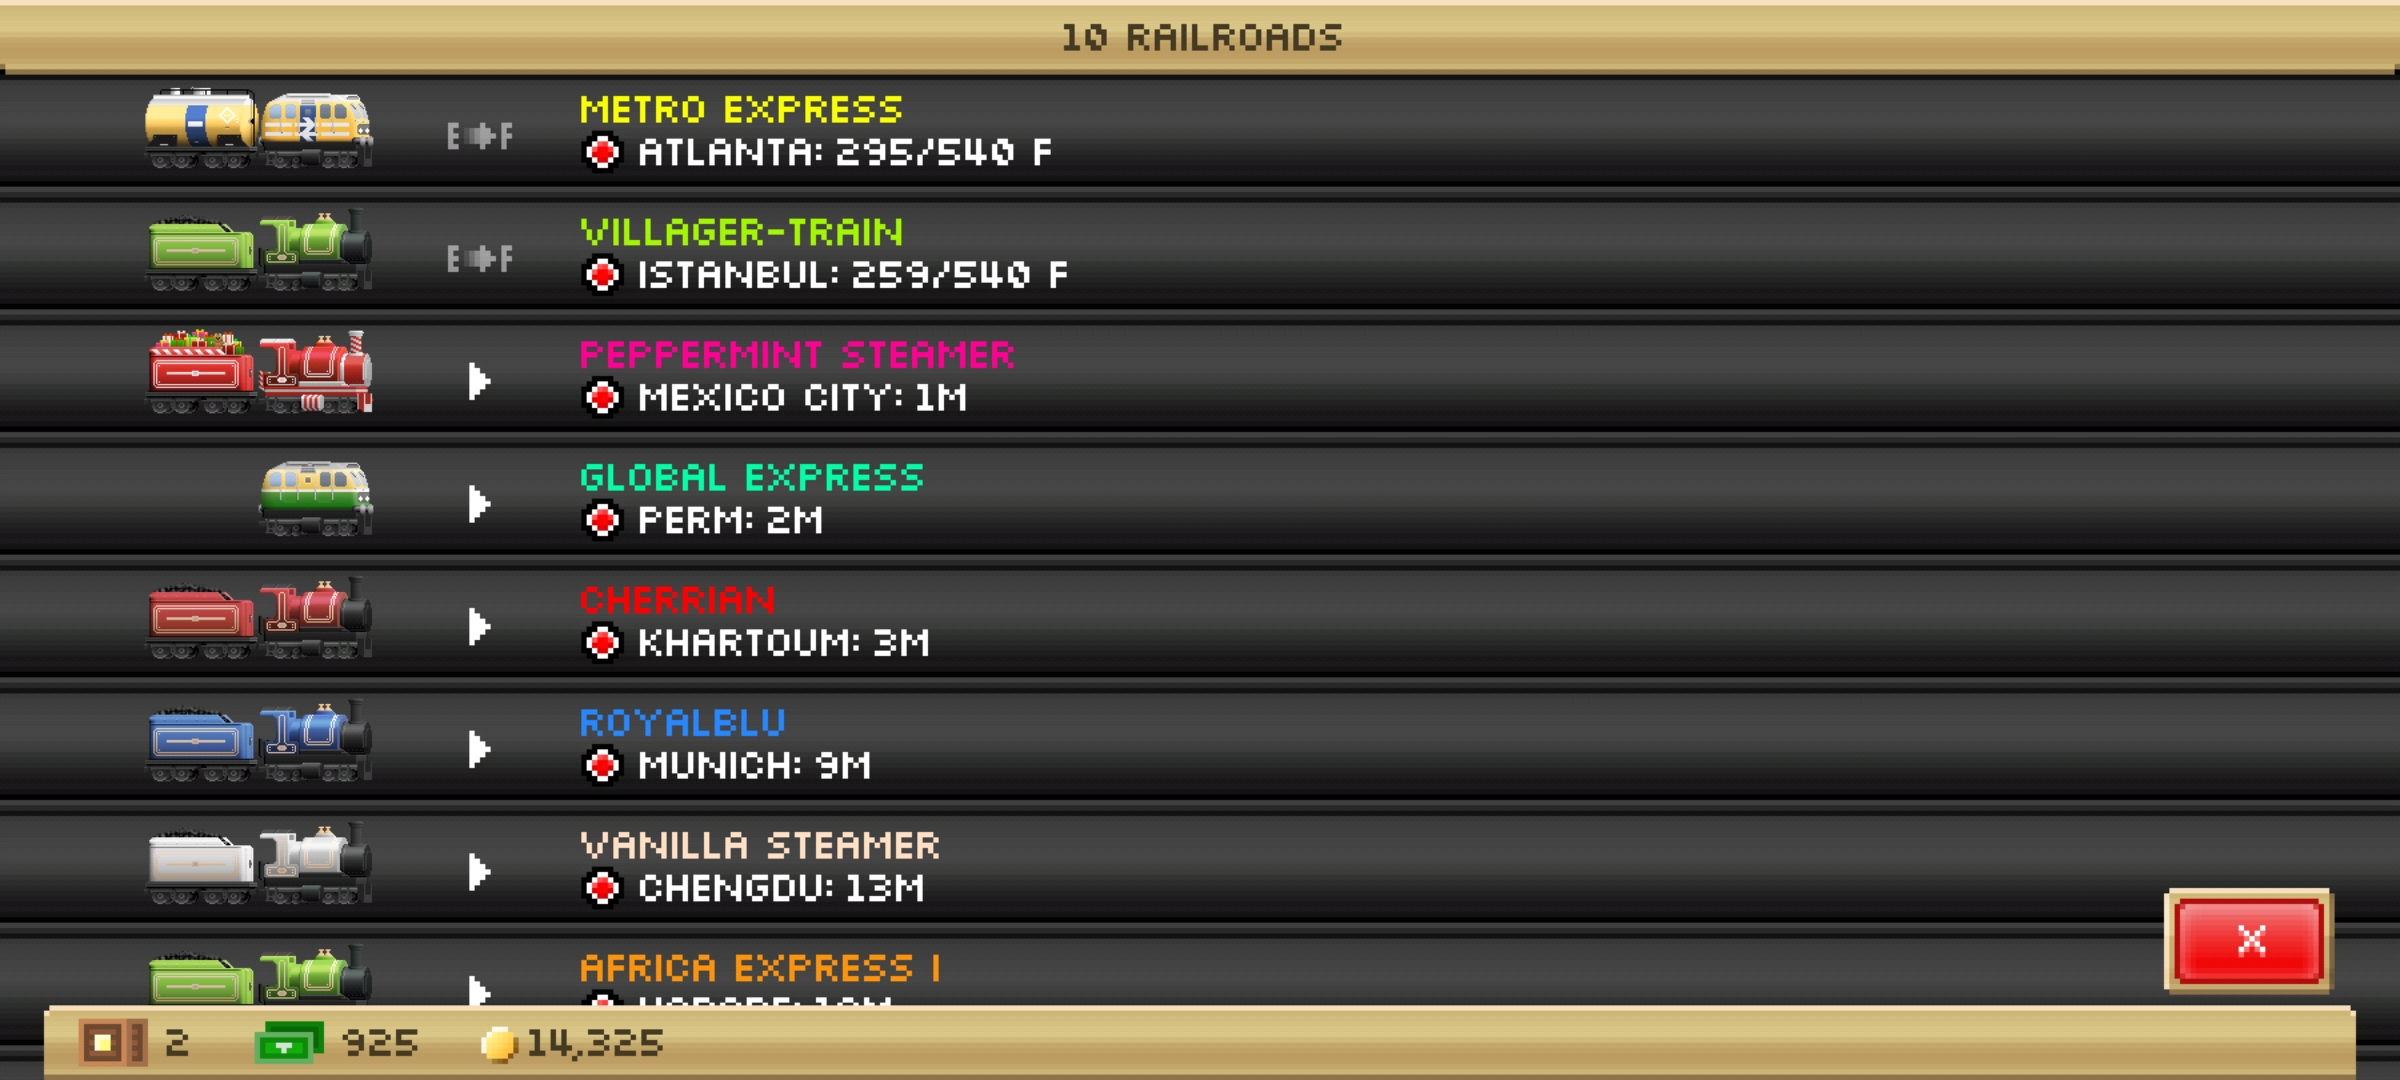 10 RAILROADS
E F
METRO EXPRESS
ATLANTA: 295/540 F
E F
VILLAGER-TRAIN
ISTANBUL: 259/540 F
PEPPERMINT STEAMER
MEXICO CITY: 1M
GLOBAL EXPRESS
PERM: 2M
CHERRIAN
KHARTOUM: 3M
ROYALBLU
MUNICH: 9M
VANILLA STEAMER
CHENGDU: 13M
AFRICA EXPRESS I
X
2 925 14,325